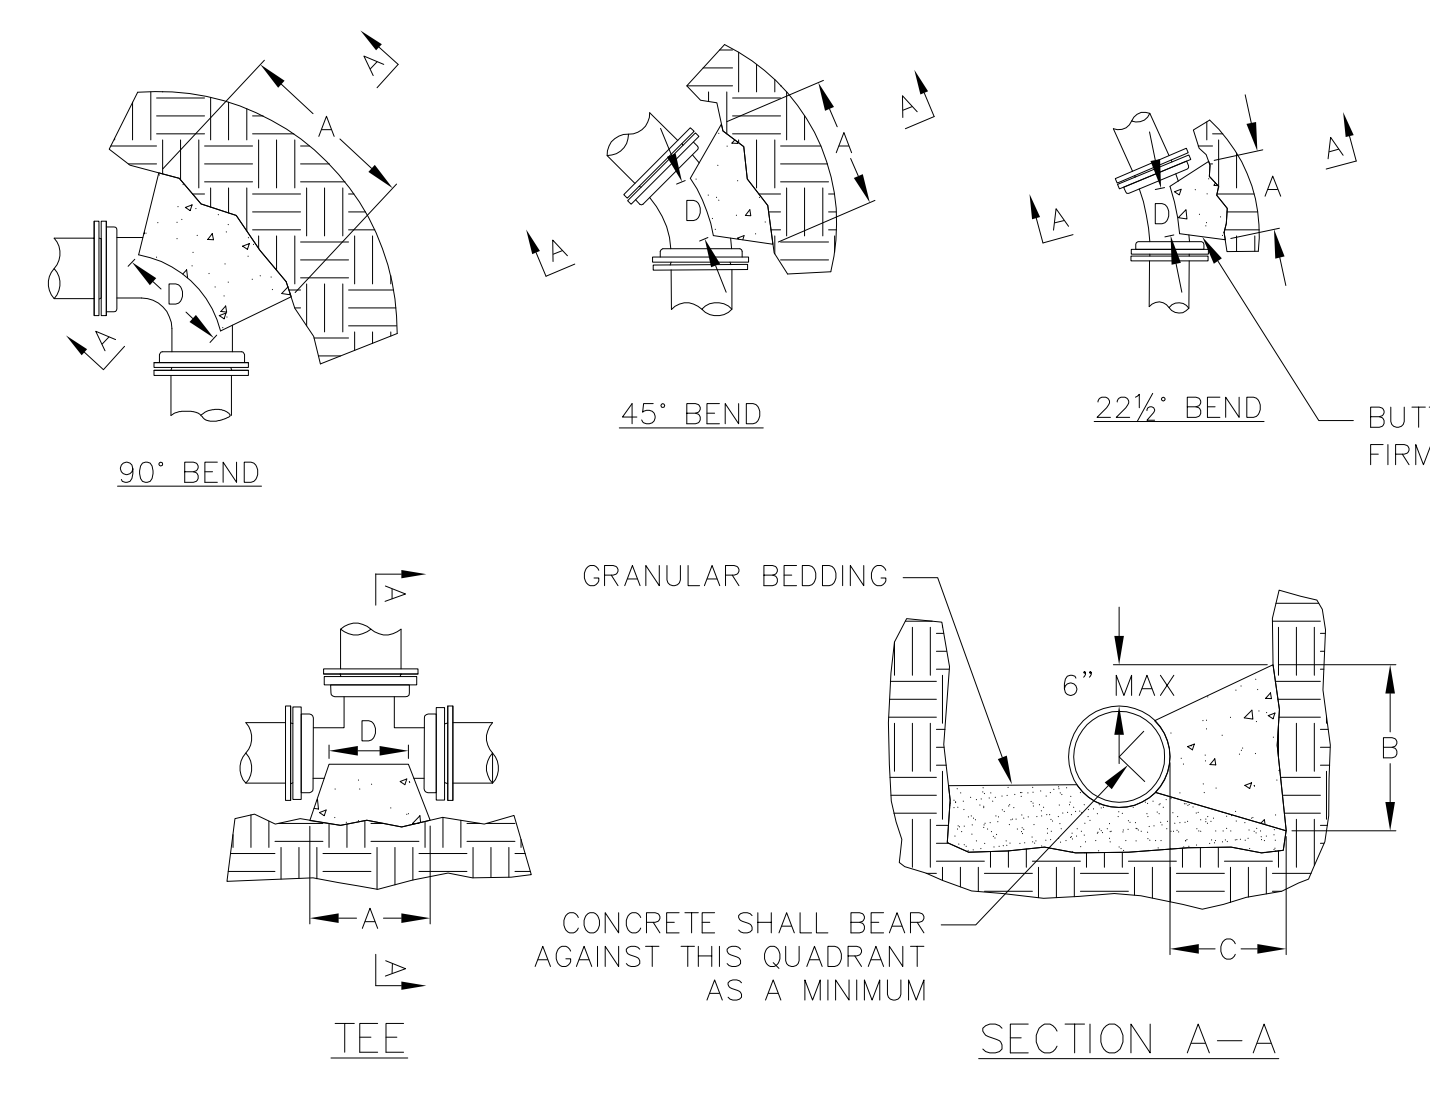 A
A
D
A
90° BEND
A
A
D
A
45° BEND
A
A
D
A
22½° BEND
BUT
FIRM
A
D
A
A
TEE
GRANULAR BEDDING
6” MAX
B
C
CONCRETE SHALL BEAR
AGAINST THIS QUADRANT
AS A MINIMUM
SECTION A-A